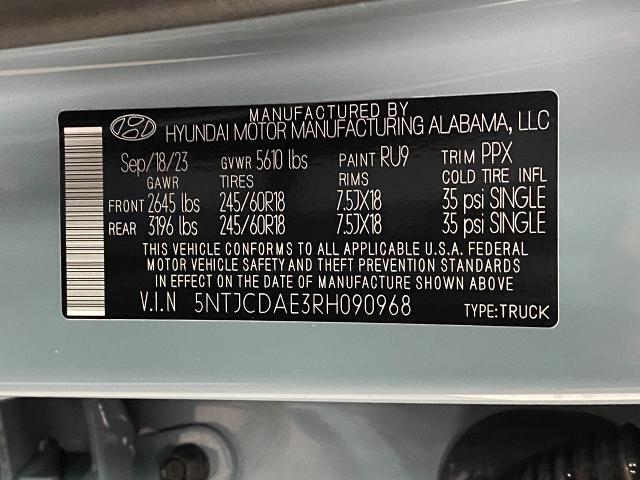 MANUFACTURED BY
HYUNDAI MOTOR MANUFACTURING ALABAMA, LLC
Sep/18/23 GVWR 5610 lbs PAINT RU9 TRIM PPX
GAWR TIRES RIMS COLD TIRE INFL
FRONT 2645 lbs 245/60R18 7.5JX18 35 psi SINGLE
REAR 3196 lbs 245/60R18 7.5JX18 35 psi SINGLE
THIS VEHICLE CONFORMS TO ALL APPLICABLE U.S.A. FEDERAL
MOTOR VEHICLE SAFETY AND THEFT PREVENTION STANDARDS
IN EFFECT ON THE DATE OF MANUFACTURE SHOWN ABOVE
V.I.N 5NTJCDAE3RH090968 TYPE:TRUCK